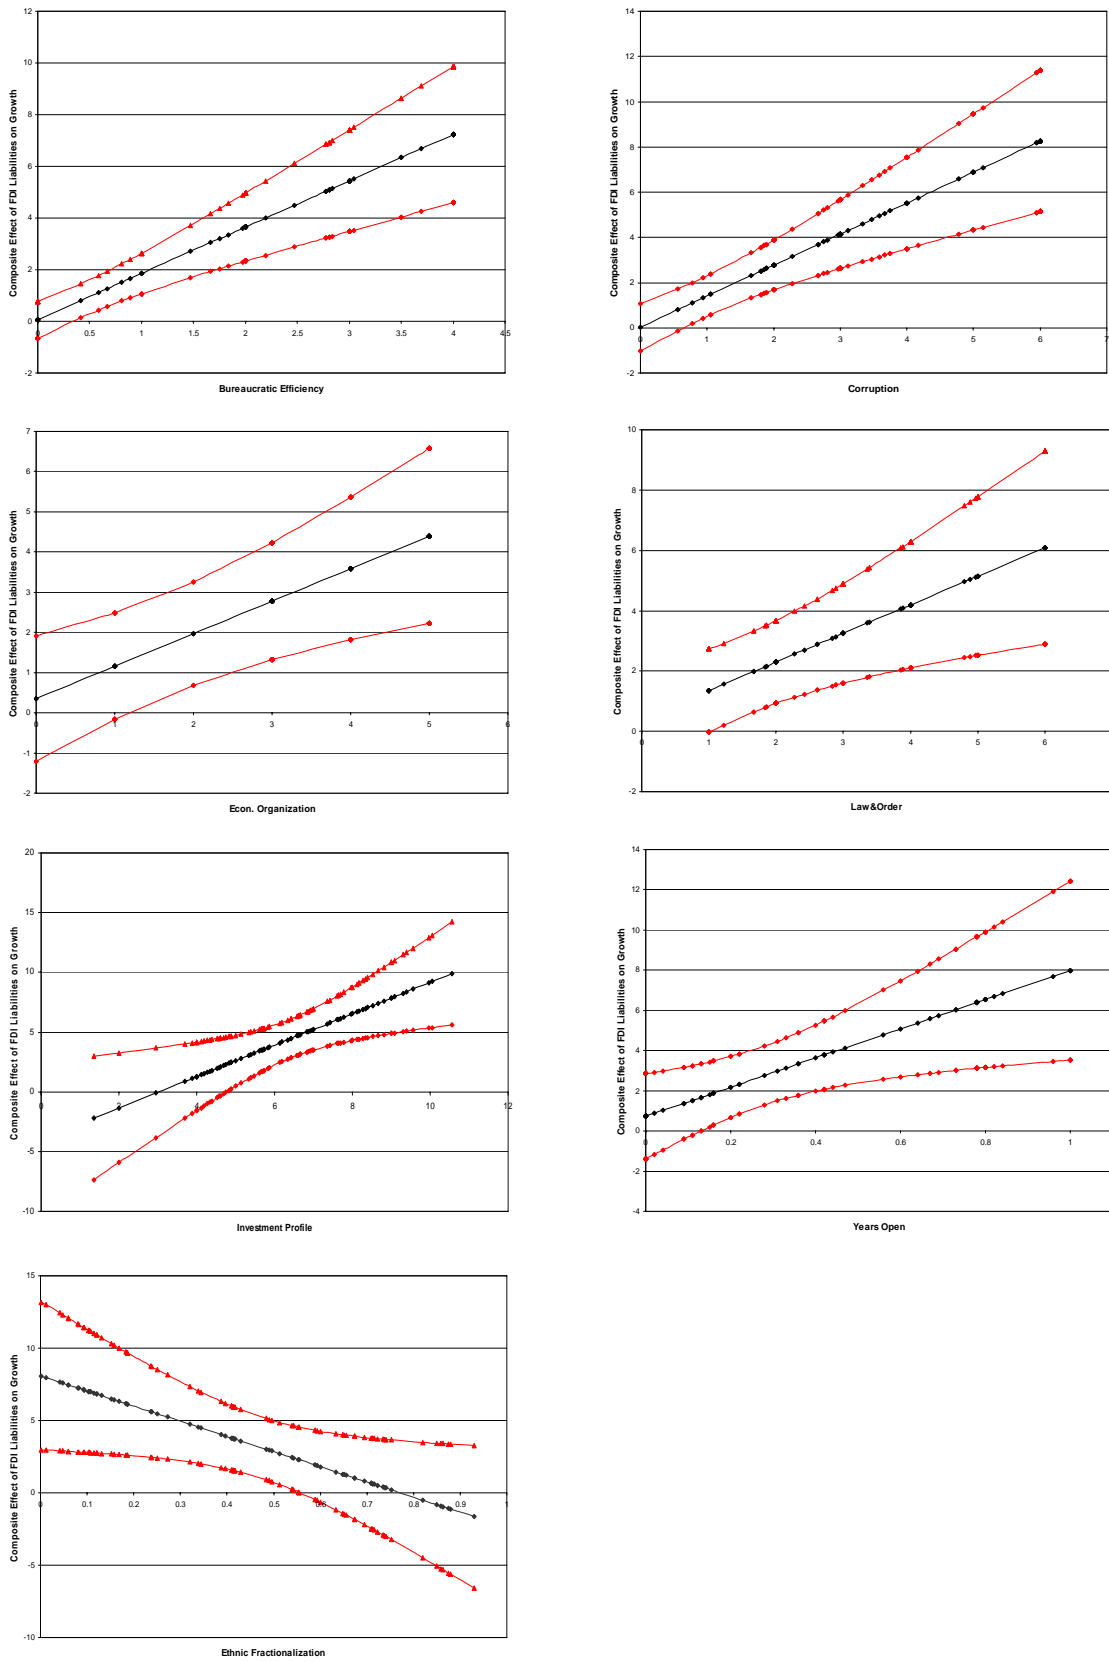 12
10
8
6
4
2
0
-2
0 0.5 1 1.5 2 2.5 3 3.5 4 4.5
Composite Effect of FDI Liabilities on Growth
Bureaucratic Efficiency
14
12
10
8
6
4
2
0
-2
0 1 2 3 4 5 6 7
Composite Effect of FDI Liabilities on Growth
Corruption
7
6
5
4
3
2
1
0
-1
-2
0 1 2 3 4 5 6
Composite Effect of FDI Liabilities on Growth
Econ. Organization
10
8
6
4
2
0
-2
0 1 2 3 4 5 6
Composite Effect of FDI Liabilities on Growth
Law&Order
20
15
10
5
0
-5
-10
0 2 4 6 8 10 12
Composite Effect of FDI Liabilities on Growth
Investment Profile
14
12
10
8
6
4
2
0
-2
-4
0 0.2 0.4 0.6 0.8 1
Composite Effect of FDI Liabilities on Growth
Years Open
15
10
5
0
-5
-10
0 0.1 0.2 0.3 0.4 0.5 0.6 0.7 0.8 0.9 1
Composite Effect of FDI Liabilities on Growth
Ethnic Fractionalization